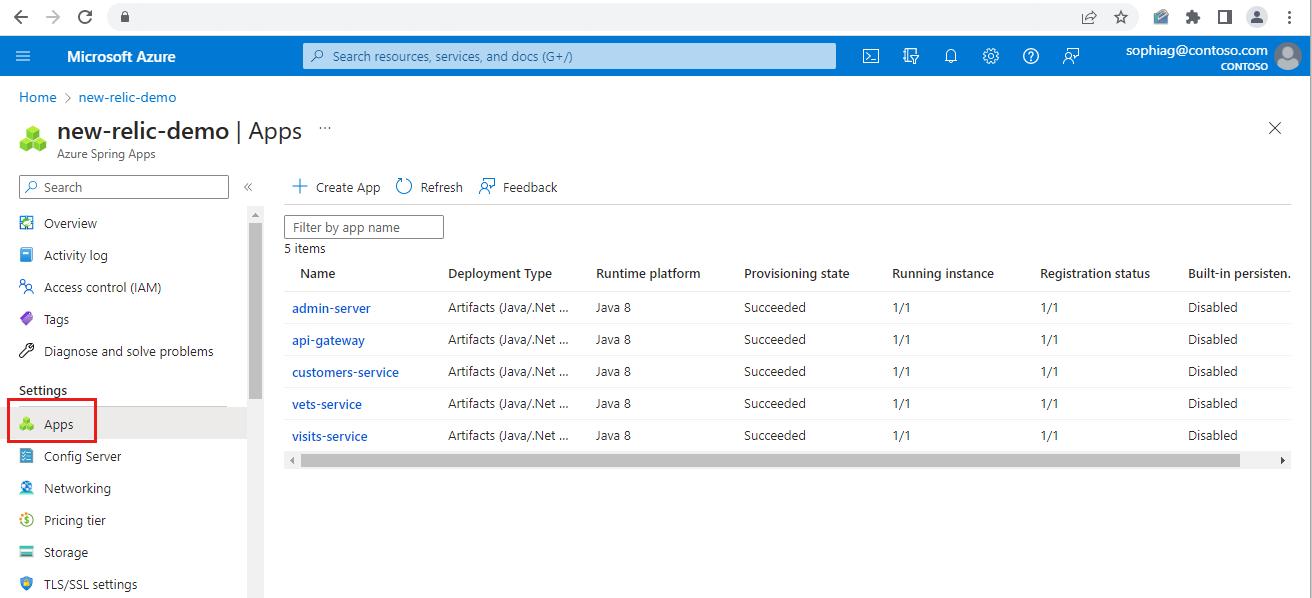 Microsoft Azure
Search resources, services, and docs (G+/)
sophiag@contoso.com
CONTOSO
Home > new-relic-demo
new-relic-demo | Apps ...
Azure Spring Apps
Search «
Create App Refresh Feedback
Overview
Activity log
Access control (IAM)
Tags
Diagnose and solve problems
Settings
Apps
Config Server
Networking
Pricing tier
Storage
TLS/SSL settings
Filter by app name
5 items
Name Deployment Type Runtime platform Provisioning state Running instance Registration status Built-in persisten.
admin-server Artifacts (Java/.Net ... Java 8 Succeeded 1/1 1/1 Disabled
api-gateway Artifacts (Java/.Net ... Java 8 Succeeded 1/1 1/1 Disabled
customers-service Artifacts (Java/.Net ... Java 8 Succeeded 1/1 1/1 Disabled
vets-service Artifacts (Java/.Net ... Java 8 Succeeded 1/1 1/1 Disabled
visits-service Artifacts (Java/.Net ... Java 8 Succeeded 1/1 1/1 Disabled